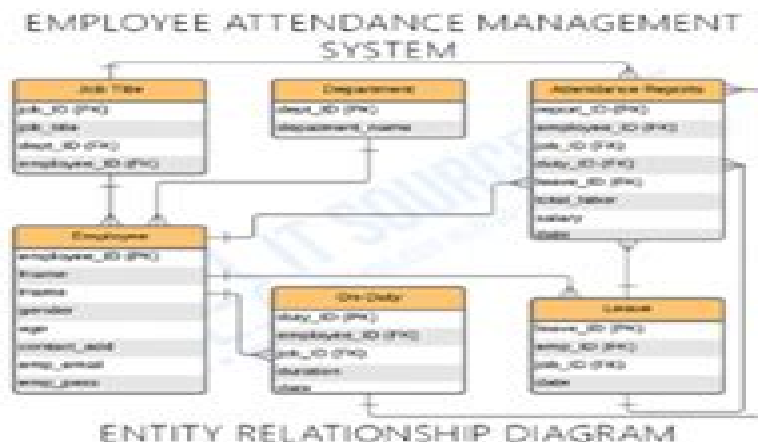 EMPLOYEE ATTENDANCE MANAGEMENT
SYSTEM
Job Title
job_ID (PK)
job_title
dept_ID (FK)
employee_ID (FK)
Department
dept_ID (PK)
department_name
Attendance Reports
report_ID (PK)
employee_ID (FK)
job_ID (FK)
duty_ID (FK)
leave_ID (FK)
salary
date
Employee
employee_ID (PK)
fname
lname
gender
age
contact_add
emp_email
emp_pass
On-Duty
duty_ID (PK)
employee_ID (FK)
job_ID (FK)
duration
date
Leave
leave_ID (PK)
emp_ID (FK)
job_ID (FK)
date
IT SOURCE
ENTITY RELATIONSHIP DIAGRAM